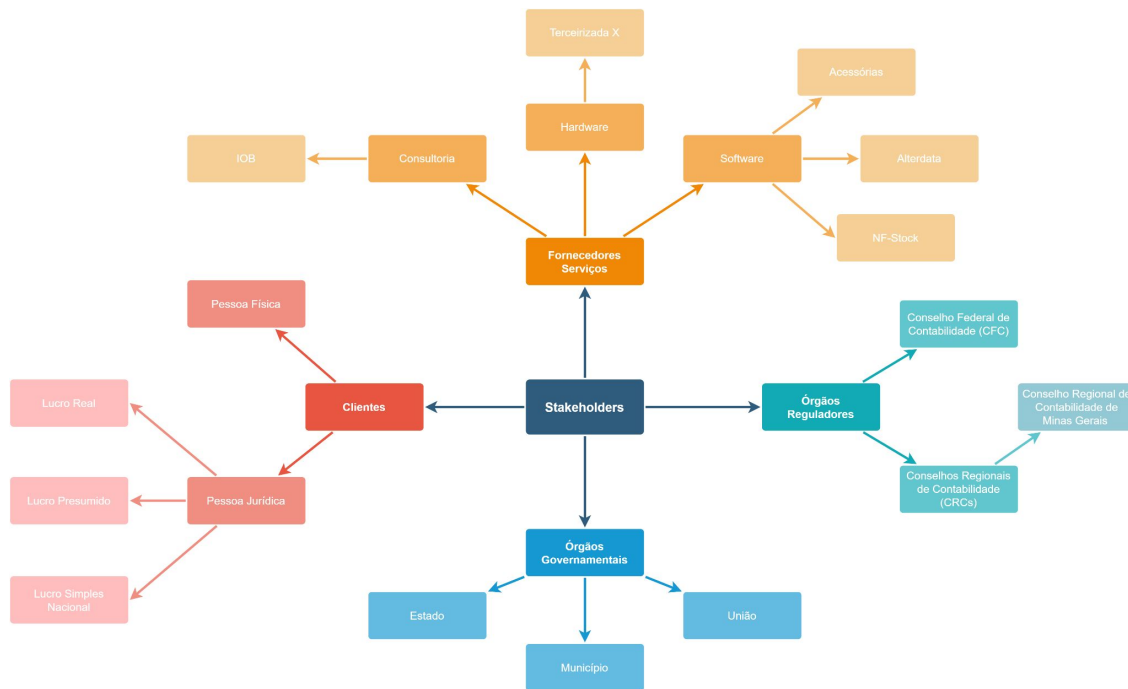 Terceirizada X
Acessórias
Hardware
IOB
Consultoria
Software
Alterdata
NF-Stock
Fornecedores
Serviços
Pessoa Física
Conselho Federal de
Contabilidade (CFC)
Lucro Real
Clientes
Stakeholders
Órgãos
Reguladores
Conselho Regional de
Contabilidade de
Minas Gerais
Lucro Presumido
Pessoa Jurídica
Conselhos Regionais
de Contabilidade
(CRCs)
Órgãos
Governamentais
Lucro Simples
Nacional
Estado
União
Município